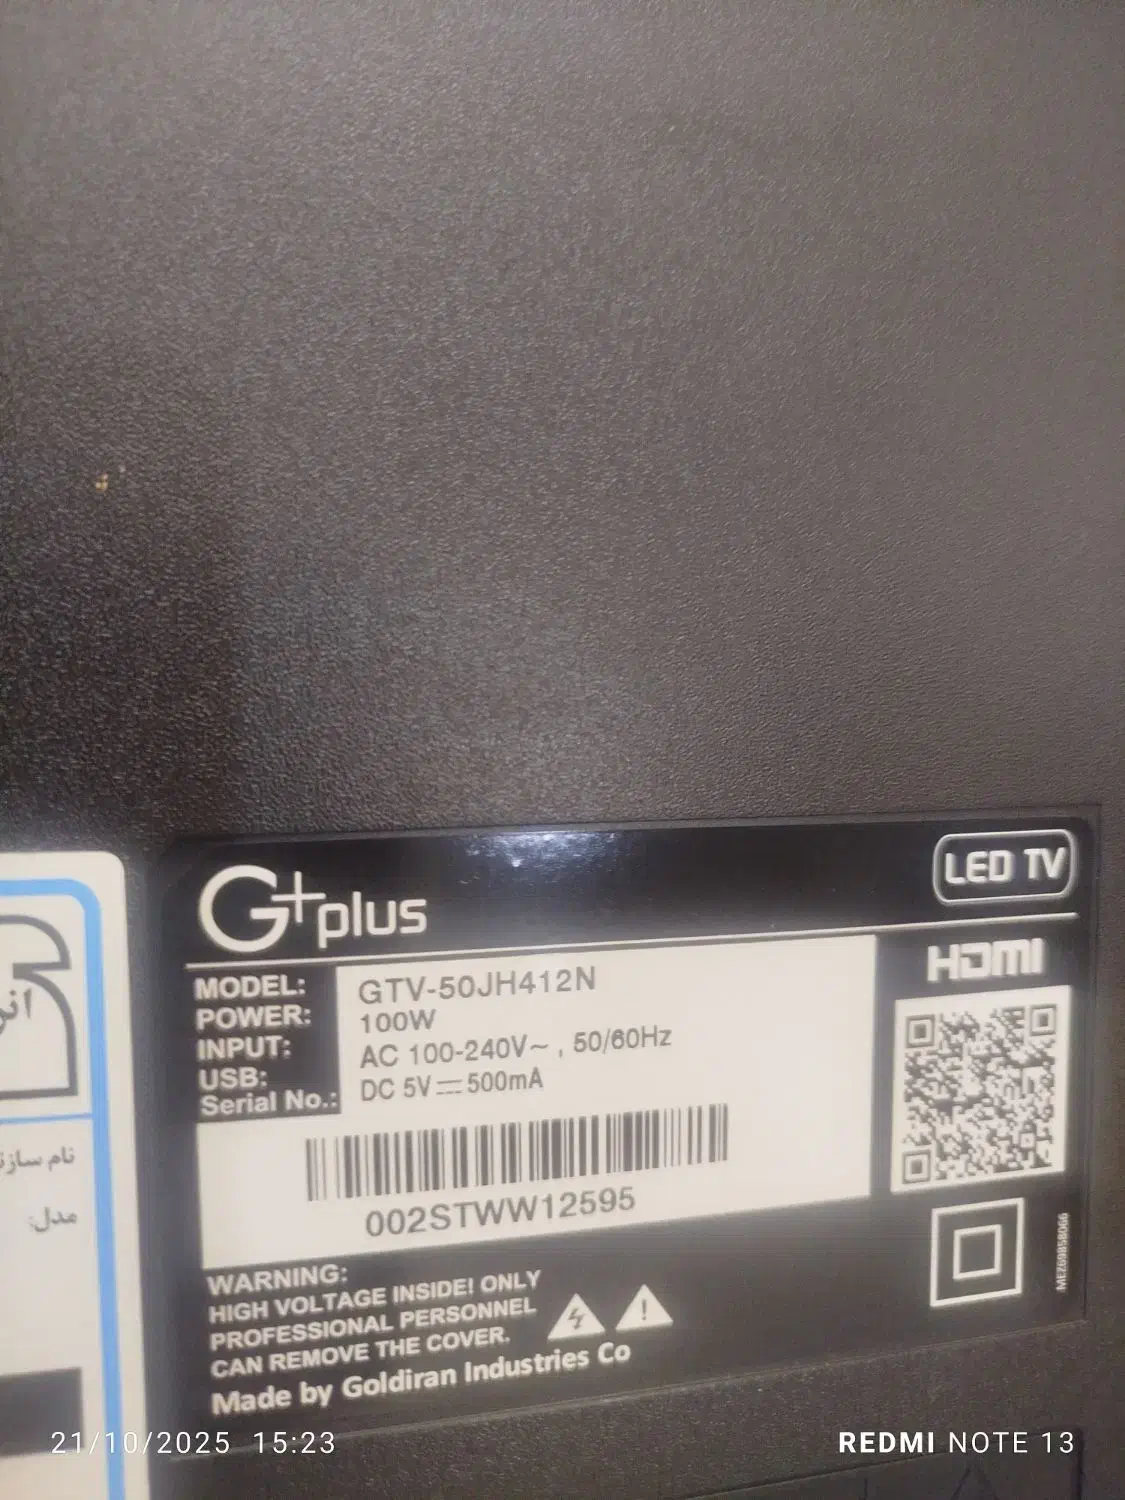 G+plus
LED TV
HDMI
MODEL: GTV-50JH412N
POWER: 100W
INPUT: AC 100-240V~ , 50/60Hz
USB: DC 5V⎓500mA
Serial No.:
002STWW12595
WARNING:
HIGH VOLTAGE INSIDE! ONLY
PROFESSIONAL PERSONNEL
CAN REMOVE THE COVER.
Made by Goldiran Industries Co
MEZ69858066
نام
مدل:
21/10/2025 15:23
REDMI NOTE 13